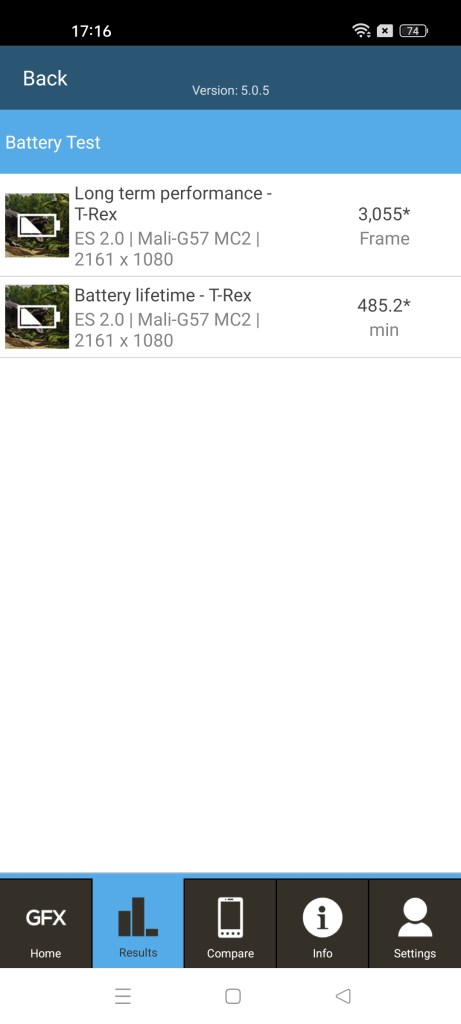 17:16
74
Back
Version: 5.0.5
Battery Test
Long term performance -
T-Rex
ES 2.0 | Mali-G57 MC2 |
2161 x 1080
3,055*
Frame
Battery lifetime - T-Rex
ES 2.0 | Mali-G57 MC2 |
2161 x 1080
485.2*
min
GFX
Home
Results
Compare
Info
Settings